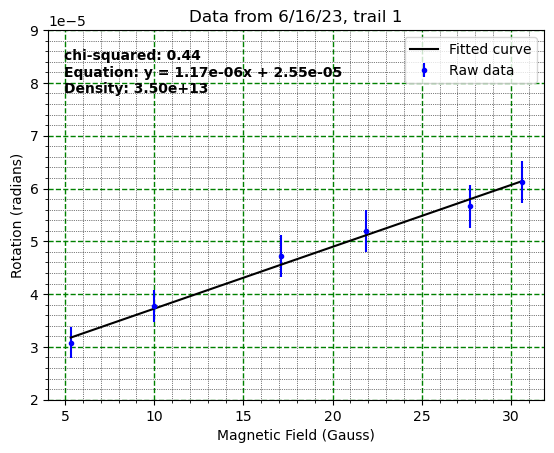 Data from 6/16/23, trail 1
1e−5
chi-squared: 0.44
Equation: y = 1.17e-06x + 2.55e-05
Density: 3.50e+13
Fitted curve
Raw data
9
8
7
6
5
4
3
2
Rotation (radians)
5 10 15 20 25 30
Magnetic Field (Gauss)